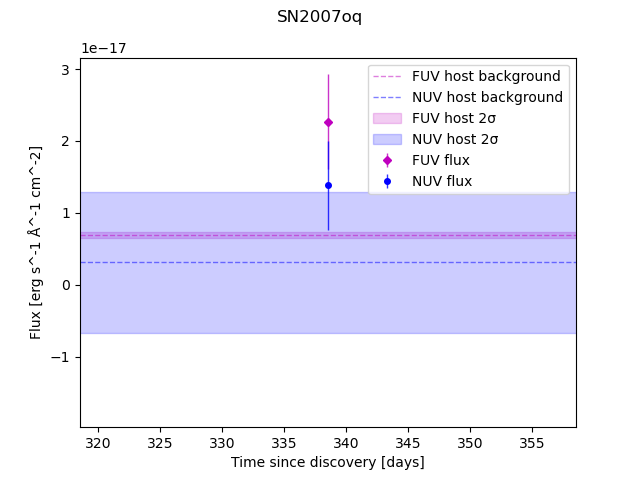 SN2007oq
1e−17
3
2
1
0
−1
Flux [erg s^-1 Å^-1 cm^-2]
FUV host background
NUV host background
FUV host 2σ
NUV host 2σ
FUV flux
NUV flux
320 325 330 335 340 345 350 355
Time since discovery [days]